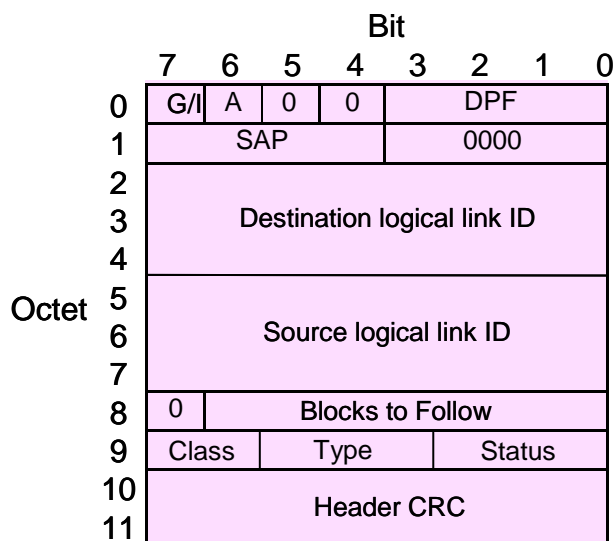 Bit
7 6 5 4 3 2 1 0
0 G/I A 0 0 DPF
1 SAP 0000
2
3 Destination logical link ID
4
Octet 5
6 Source logical link ID
7
8 0 Blocks to Follow
9 Class Type Status
10
Header CRC
11